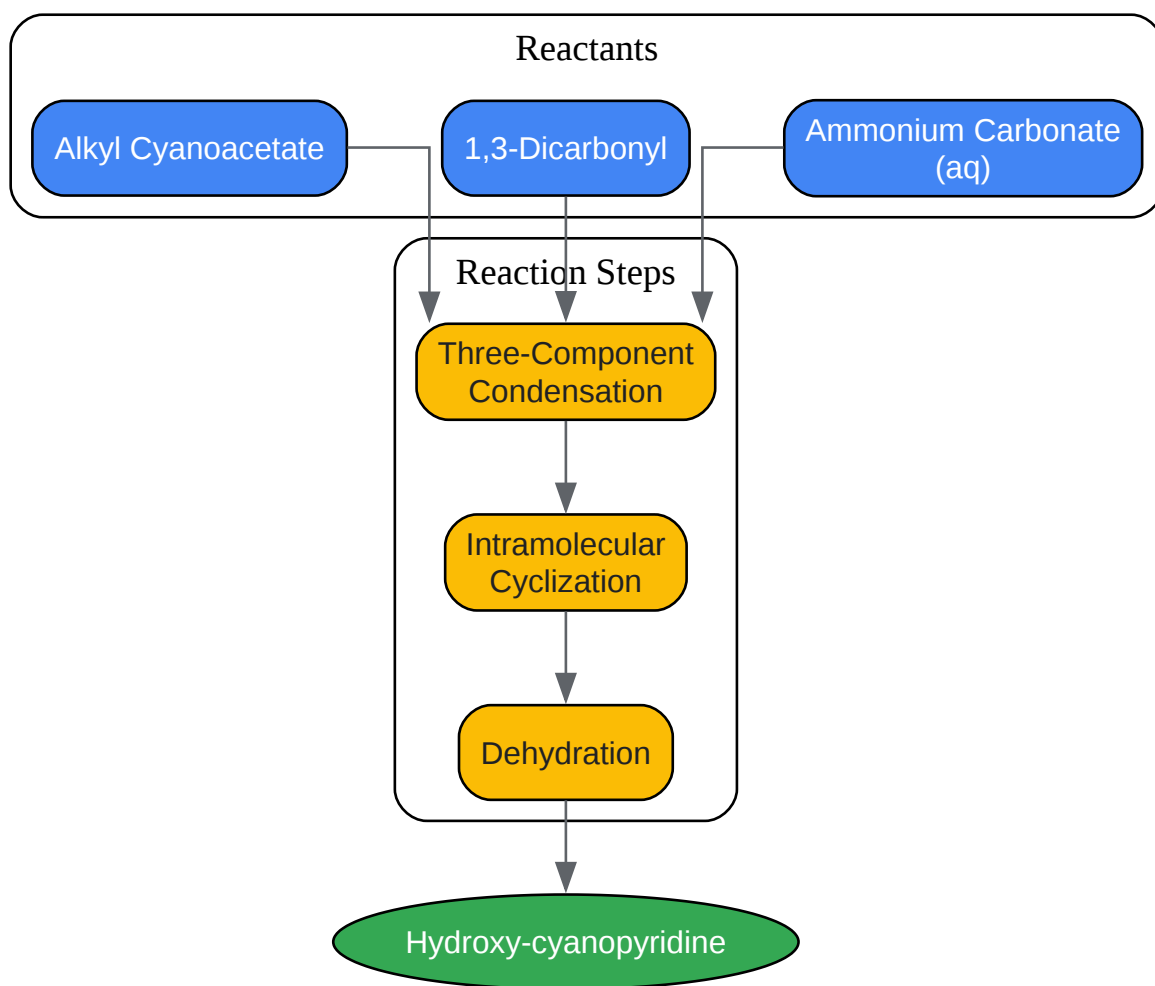 Reactants
Alkyl Cyanoacetate
1,3-Dicarbonyl
Ammonium Carbonate
(aq)
Reaction Steps
Three-Component
Condensation
Intramolecular
Cyclization
Dehydration
Hydroxy-cyanopyridine